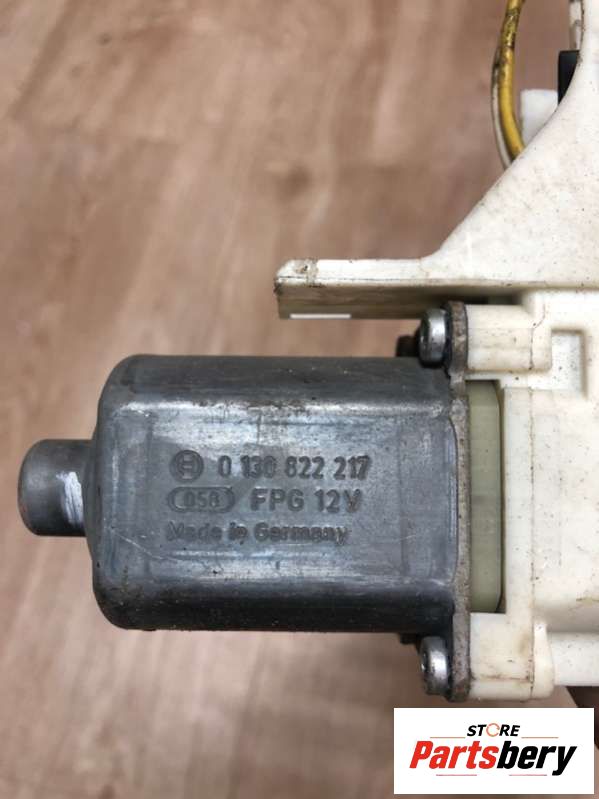 0 130 822 217
058 FPG 12V
Made in Germany
STORE
Partsbery